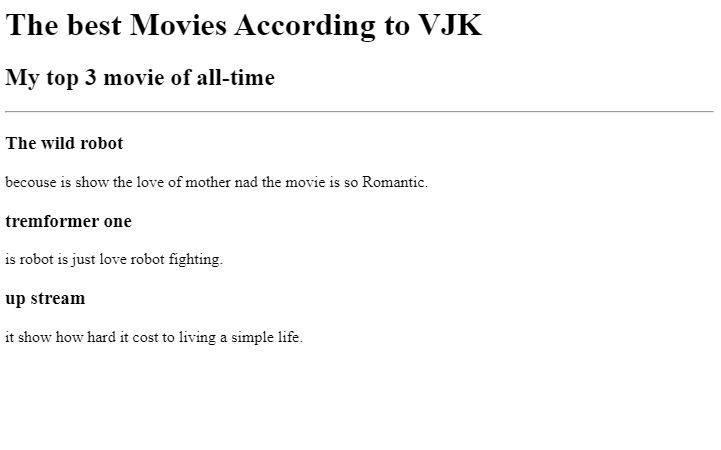 The best Movies According to VJK
My top 3 movie of all-time
The wild robot
becouse is show the love of mother nad the movie is so Romantic.
tremformer one
is robot is just love robot fighting.
up stream
it show how hard it cost to living a simple life.